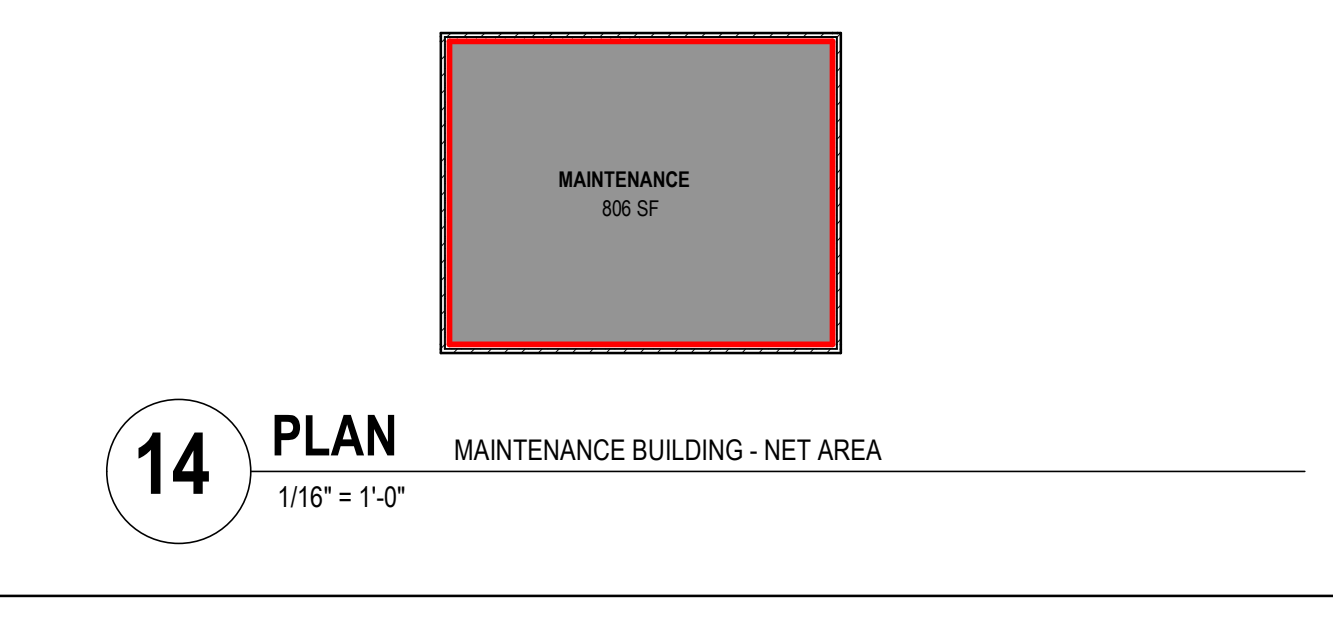 MAINTENANCE
806 SF
14
PLAN
MAINTENANCE BUILDING - NET AREA
1/16" = 1'-0"